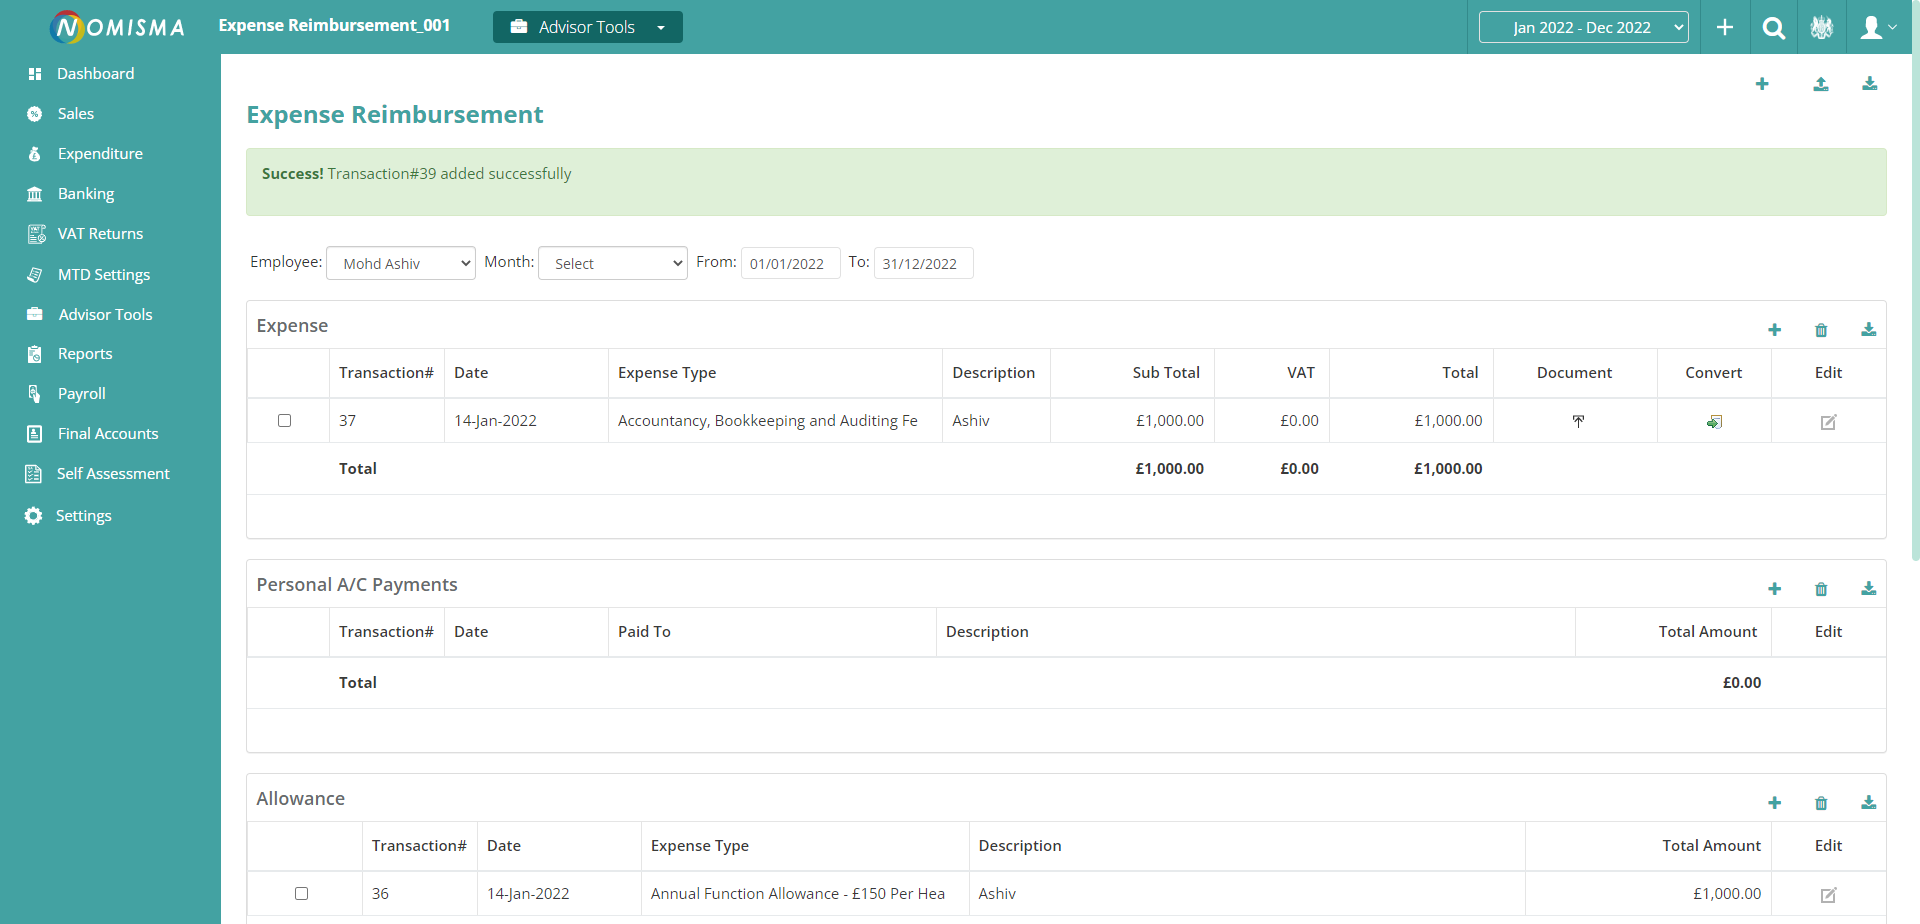 NOMISMA
Expense Reimbursement_001
Advisor Tools
Jan 2022 - Dec 2022
Dashboard
Sales
Expenditure
Banking
VAT Returns
MTD Settings
Advisor Tools
Reports
Payroll
Final Accounts
Self Assessment
Settings
Expense Reimbursement
Success! Transaction#39 added successfully
Employee: Mohd Ashiv Month: Select From: 01/01/2022 To: 31/12/2022
Expense
Transaction# Date Expense Type Description Sub Total VAT Total Document Convert Edit
37 14-Jan-2022 Accountancy, Bookkeeping and Auditing Fe Ashiv £1,000.00 £0.00 £1,000.00
Total £1,000.00 £0.00 £1,000.00
Personal A/C Payments
Transaction# Date Paid To Description Total Amount Edit
Total £0.00
Allowance
Transaction# Date Expense Type Description Total Amount Edit
36 14-Jan-2022 Annual Function Allowance - £150 Per Hea Ashiv £1,000.00